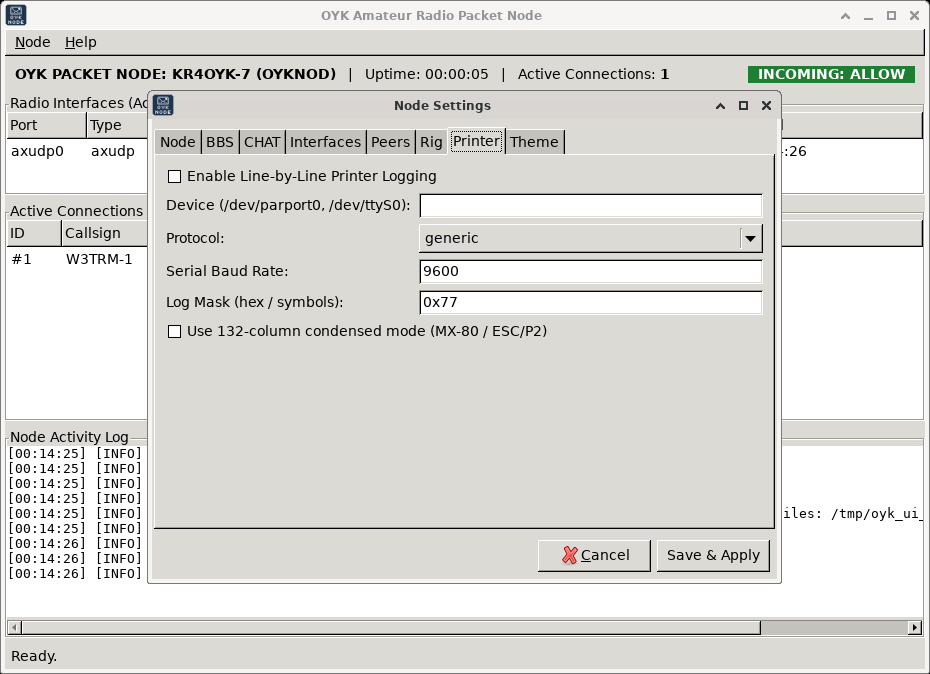 OYK Amateur Radio Packet Node
Node Help
OYK PACKET NODE: KR4OYK-7 (OYKNOD) | Uptime: 00:00:05 | Active Connections: 1 INCOMING: ALLOW
Radio Interfaces (Ac
Port Type
axudp0 axudp :26
Active Connections
ID Callsign
#1 W3TRM-1
Node Settings
Node BBS CHAT Interfaces Peers Rig Printer Theme
Enable Line-by-Line Printer Logging
Device (/dev/parport0, /dev/ttyS0):
Protocol: generic
Serial Baud Rate: 9600
Log Mask (hex / symbols): 0x77
Use 132-column condensed mode (MX-80 / ESC/P2)
Cancel Save & Apply
Node Activity Log
[00:14:25] [INFO]
[00:14:25] [INFO]
[00:14:25] [INFO]
[00:14:25] [INFO]
[00:14:25] [INFO] iles: /tmp/oyk_ui_
[00:14:25] [INFO]
[00:14:26] [INFO]
[00:14:26] [INFO]
[00:14:26] [INFO]
Ready.